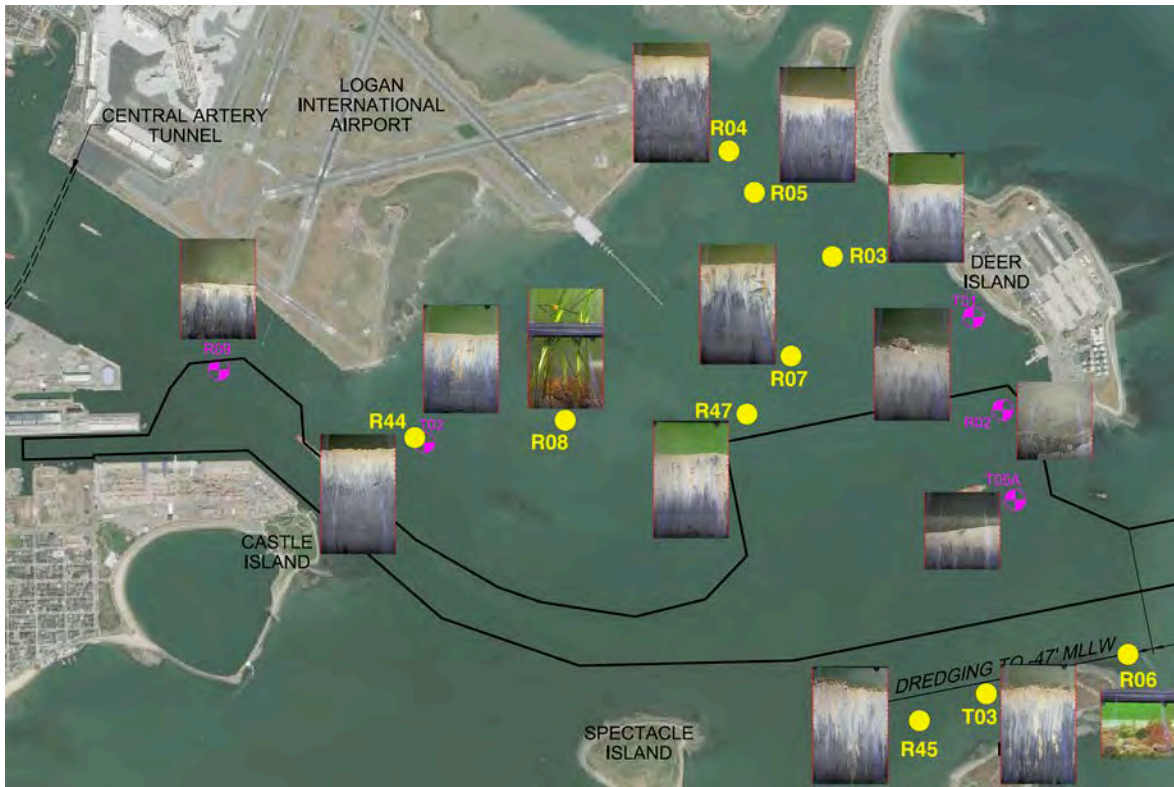 LOGAN
INTERNATIONAL
AIRPORT
CENTRAL ARTERY
TUNNEL
R04
R05
R03
DEER
ISLAND
T01
R09
R07
R47
R02
R44
T02
R08
T05A
CASTLE
ISLAND
DREDGING TO -47' MLLW
R06
T03
R45
SPECTACLE
ISLAND